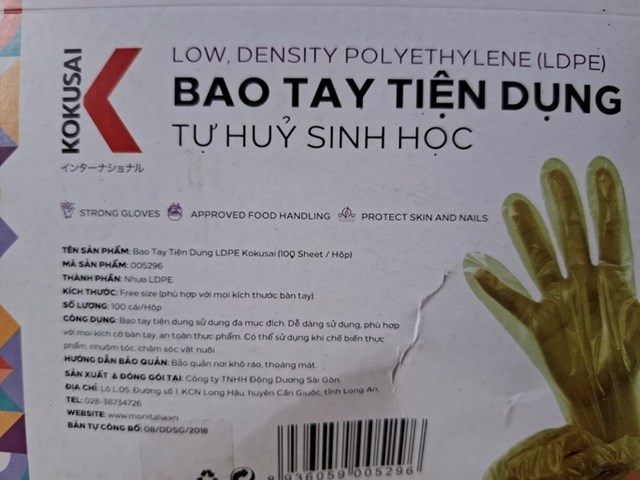 KOKUSAI
インターナショナル
LOW, DENSITY POLYETHYLENE (LDPE)
BAO TAY TIỆN DỤNG
TỰ HUỶ SINH HỌC
STRONG GLOVES APPROVED FOOD HANDLING PROTECT SKIN AND NAILS
TÊN SẢN PHẨM: Bao Tay Tiện Dụng LDPE Kokusai (100 Sheet / Hộp)
MÃ SẢN PHẨM: 005296
THÀNH PHẦN: Nhựa LDPE
KÍCH THƯỚC: Free size (phù hợp với mọi kích thước bàn tay)
SỐ LƯỢNG: 100 cái/Hộp
CÔNG DỤNG: Bao tay tiện dụng sử dụng đa mục đích. Dễ dàng sử dụng, phù hợp
với mọi kích cỡ bàn tay, an toàn thực phẩm. Có thể sử dụng khi chế biến thực
phẩm, nhuộm tóc, chăm sóc vật nuôi.
HƯỚNG DẪN BẢO QUẢN: Bảo quản nơi khô ráo, thoáng mát.
SẢN XUẤT & ĐÓNG GÓI TẠI: Công ty TNHH Đông Dương Sài Gòn
ĐỊA CHỈ: Lô L.05, Đường số 1, KCN Long Hậu, huyện Cần Giuộc, tỉnh Long An.
TEL: 028-38734726
WEBSITE: www.moriitalia.vn
BẢN TỰ CÔNG BỐ: 08/DDSG/2018
8 936059 005296